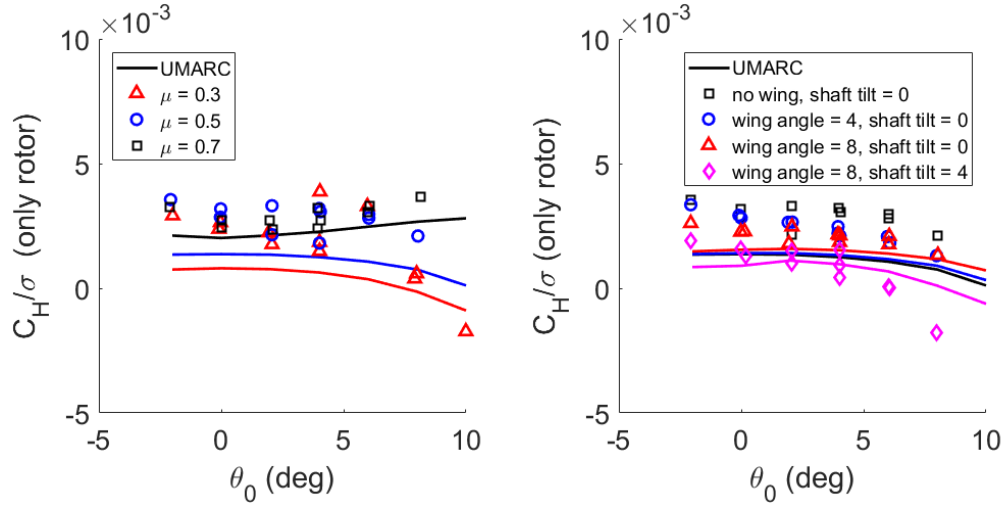 ×10⁻³
10
5
0
-5
-5
0
5
10
C_H/σ (only rotor)
θ₀ (deg)
UMARC
μ = 0.3
μ = 0.5
μ = 0.7
×10⁻³
10
5
0
-5
-5
0
5
10
C_H/σ (only rotor)
θ₀ (deg)
UMARC
no wing, shaft tilt = 0
wing angle = 4, shaft tilt = 0
wing angle = 8, shaft tilt = 0
wing angle = 8, shaft tilt = 4